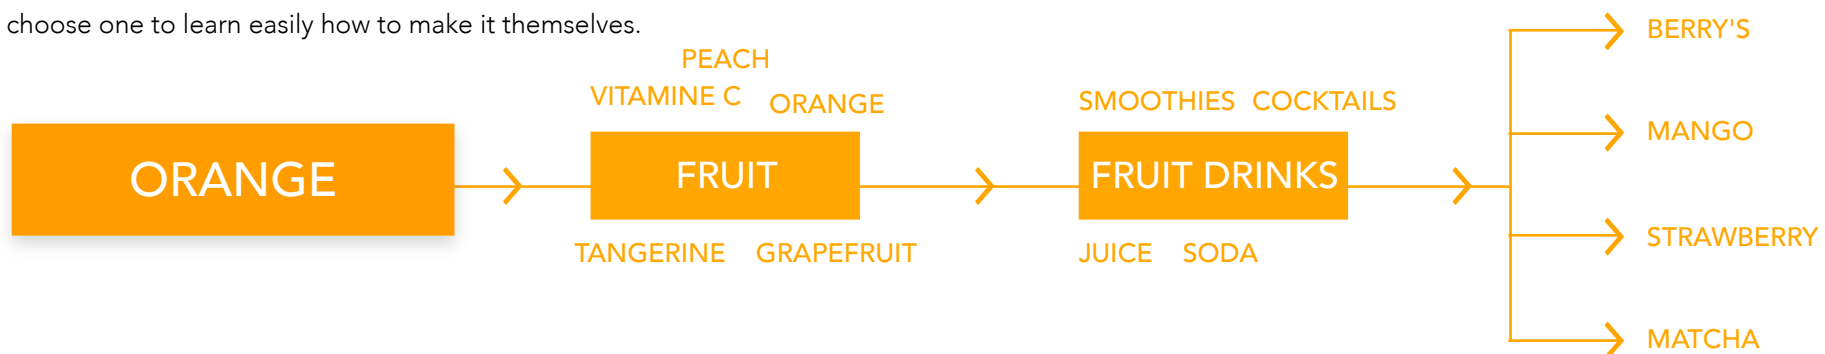 choose one to learn easily how to make it themselves.
ORANGE
PEACH
VITAMINE C
ORANGE
FRUIT
TANGERINE GRAPEFRUIT
SMOOTHIES COCKTAILS
FRUIT DRINKS
JUICE SODA
BERRY'S
MANGO
STRAWBERRY
MATCHA